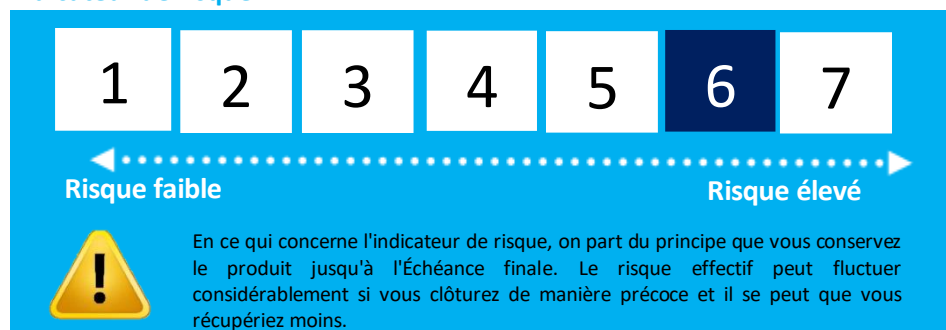 1 2 3 4 5 6 7
Risque faible Risque élevé
En ce qui concerne l'indicateur de risque, on part du principe que vous conservez
le produit jusqu'à l'Échéance finale. Le risque effectif peut fluctuer
considérablement si vous clôturez de manière précoce et il se peut que vous
récupériez moins.